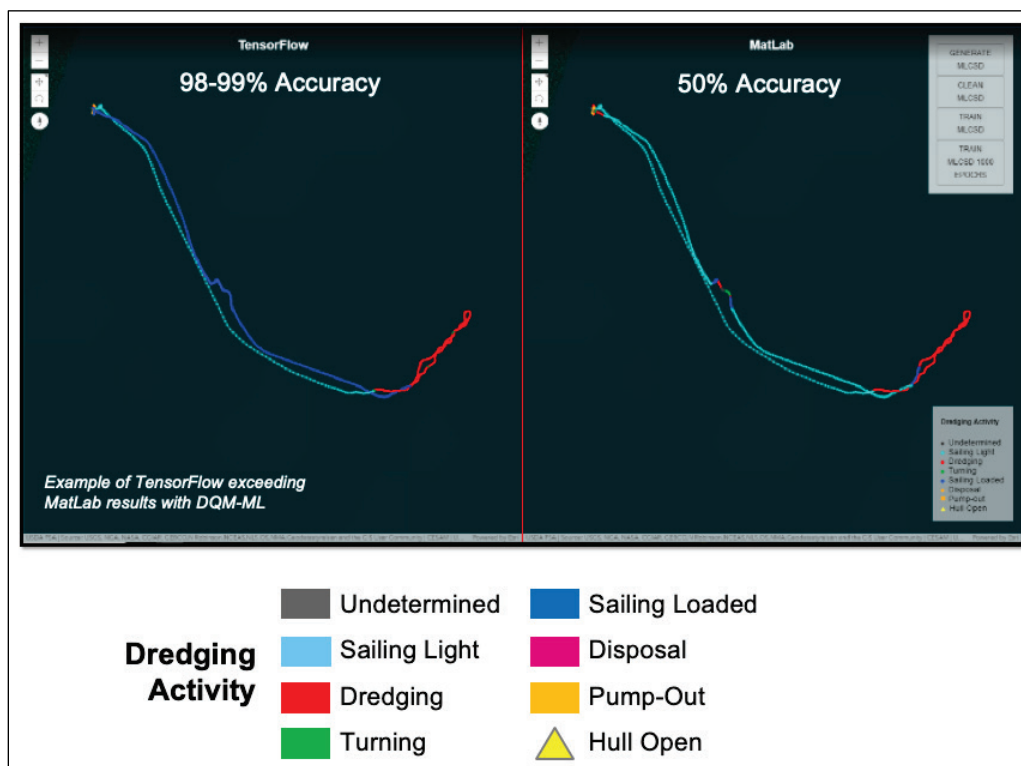 TensorFlow
98-99% Accuracy
MatLab
50% Accuracy
GENERATE
MLCSD
CLEAN
MLCSD
TRAIN
MLCSD
TRAIN
MLCSD 1000
EPOCHS
Example of TensorFlow exceeding
MatLab results with DQM-ML
Dredging Activity
Undetermined
Sailing Light
Dredging
Turning
Sailing Loaded
Disposal
Pump-out
Hull Open
Dredging
Activity
Undetermined
Sailing Light
Dredging
Turning
Sailing Loaded
Disposal
Pump-Out
Hull Open